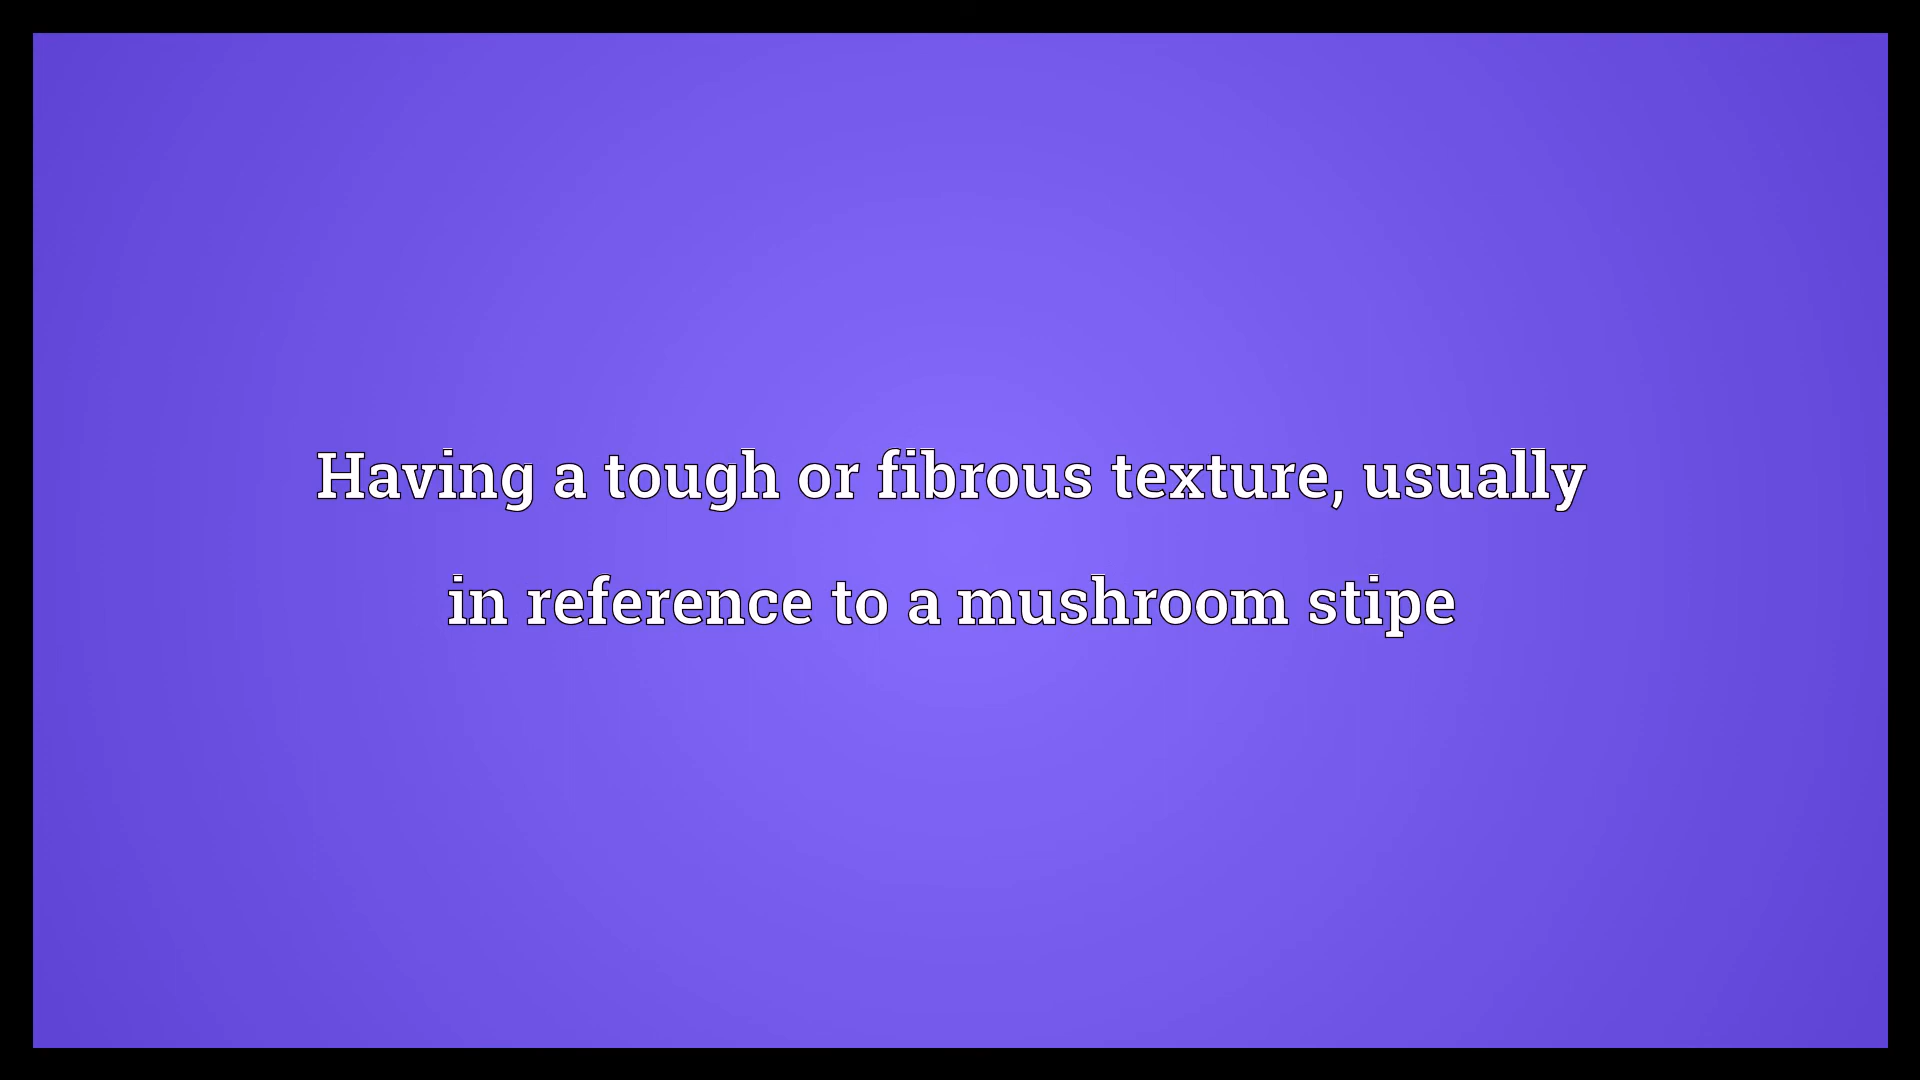 Having a tough or fibrous texture, usually
in reference to a mushroom stipe